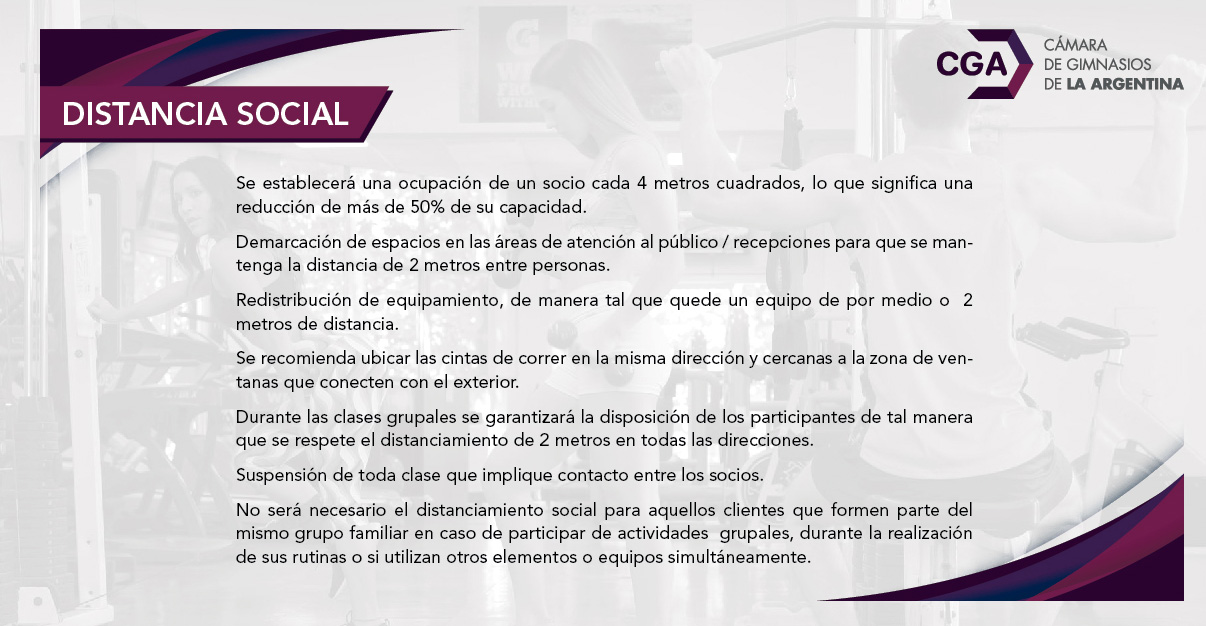 CGA
CÁMARA
DE GIMNASIOS
DE LA ARGENTINA
DISTANCIA SOCIAL
Se establecerá una ocupación de un socio cada 4 metros cuadrados, lo que significa una
reducción de más de 50% de su capacidad.
Demarcación de espacios en las áreas de atención al público / recepciones para que se man-
tenga la distancia de 2 metros entre personas.
Redistribución de equipamiento, de manera tal que quede un equipo de por medio o  2
metros de distancia.
Se recomienda ubicar las cintas de correr en la misma dirección y cercanas a la zona de ven-
tanas que conecten con el exterior.
Durante las clases grupales se garantizará la disposición de los participantes de tal manera
que se respete el distanciamiento de 2 metros en todas las direcciones.
Suspensión de toda clase que implique contacto entre los socios.
No será necesario el distanciamiento social para aquellos clientes que formen parte del
mismo grupo familiar en caso de participar de actividades  grupales, durante la realización
de sus rutinas o si utilizan otros elementos o equipos simultáneamente.